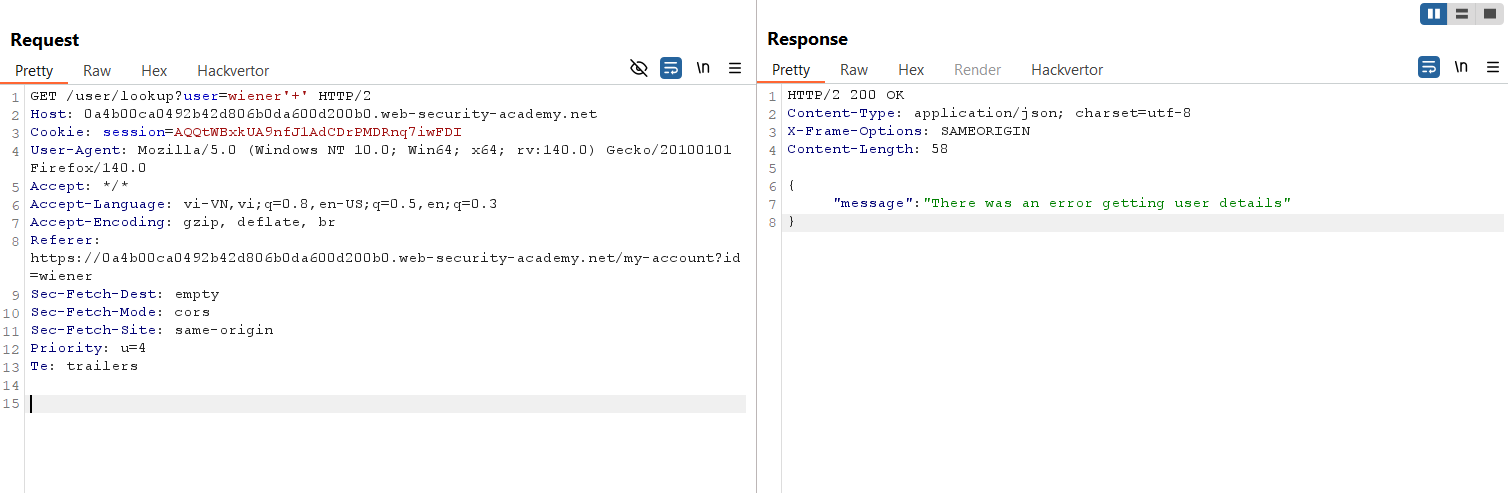 Request
Pretty Raw Hex Hackvertor \n
1 GET /user/lookup?user=wiener'+' HTTP/2
2 Host: 0a4b00ca0492b42d806b0da600d200b0.web-security-academy.net
3 Cookie: session=AQQtWBxkUA9nfJlAdCDrPMDRnq7iwFDI
4 User-Agent: Mozilla/5.0 (Windows NT 10.0; Win64; x64; rv:140.0) Gecko/20100101
Firefox/140.0
5 Accept: */*
6 Accept-Language: vi-VN,vi;q=0.8,en-US;q=0.5,en;q=0.3
7 Accept-Encoding: gzip, deflate, br
8 Referer:
https://0a4b00ca0492b42d806b0da600d200b0.web-security-academy.net/my-account?id
=wiener
9 Sec-Fetch-Dest: empty
10 Sec-Fetch-Mode: cors
11 Sec-Fetch-Site: same-origin
12 Priority: u=4
13 Te: trailers
14
15
Response
Pretty Raw Hex Render Hackvertor \n
1 HTTP/2 200 OK
2 Content-Type: application/json; charset=utf-8
3 X-Frame-Options: SAMEORIGIN
4 Content-Length: 58
5
6 {
7 "message":"There was an error getting user details"
8 }